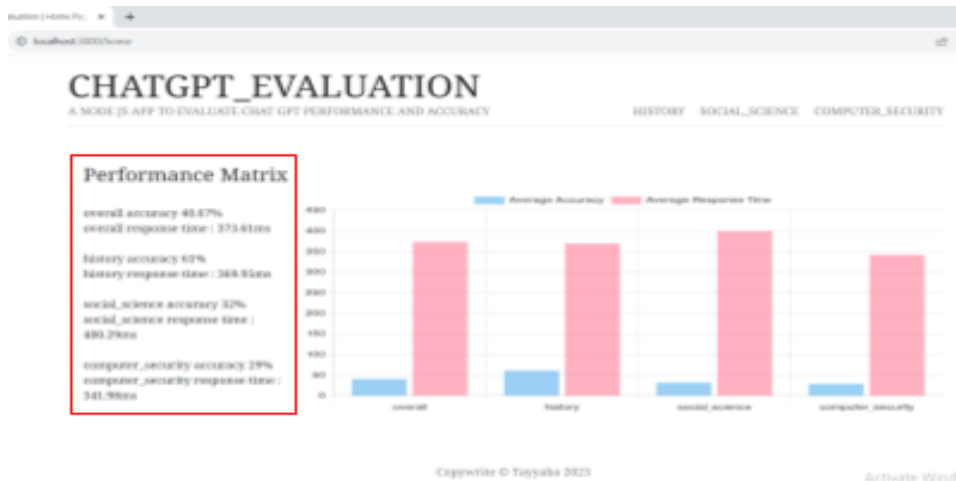 localhost:3000/home
CHATGPT_EVALUATION
A NODE JS APP TO EVALUATE CHAT GPT PERFORMANCE AND ACCURACY
HISTORY SOCIAL_SCIENCE COMPUTER_SECURITY
Performance Matrix
overall accuracy 40.67%
overall response time : 373.61ms
history accuracy 61%
history response time : 369.95ms
social_science accuracy 32%
social_science response time :
400.29ms
computer_security accuracy 29%
computer_security response time :
341.98ms
Average Accuracy Average Response Time
450
400
350
300
250
200
150
100
50
0
overall history social_science computer_security
Copywrite © Tayyaba 2023
Activate Wind